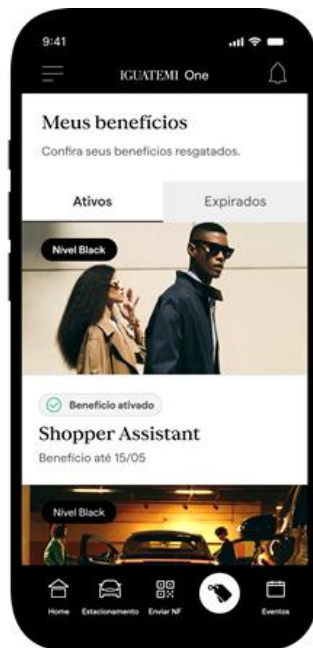 9:41
IGUATEMI One
Meus benefícios
Confira seus benefícios resgatados.
Ativos
Expirados
Nível Black
Benefício ativado
Shopper Assistant
Benefício até 15/05
Nível Black
Home
Estacionamento
Enviar NF
Eventos